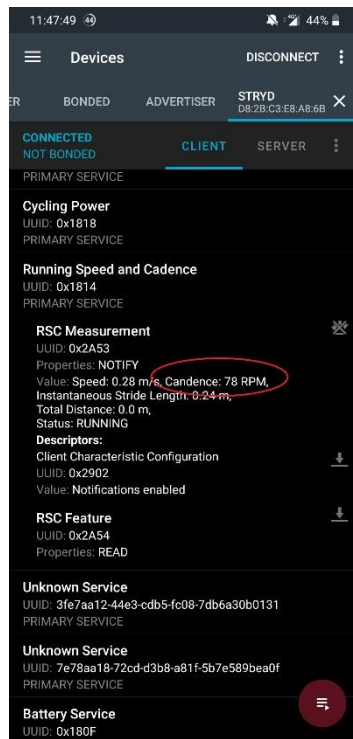 11:47:49 44 44%
Devices DISCONNECT
ER BONDED ADVERTISER STRYD
D8:2B:C3:E8:A8:6B
CONNECTED CLIENT SERVER
NOT BONDED
PRIMARY SERVICE
Cycling Power
UUID: 0x1818
PRIMARY SERVICE
Running Speed and Cadence
UUID: 0x1814
PRIMARY SERVICE
RSC Measurement
UUID: 0x2A53
Properties: NOTIFY
Value: Speed: 0.28 m/s, Candence: 78 RPM,
Instantaneous Stride Length: 0.24 m,
Total Distance: 0.0 m,
Status: RUNNING
Descriptors:
Client Characteristic Configuration
UUID: 0x2902
Value: Notifications enabled
RSC Feature
UUID: 0x2A54
Properties: READ
Unknown Service
UUID: 3fe7aa12-44e3-cdb5-fc08-7db6a30b0131
PRIMARY SERVICE
Unknown Service
UUID: 7e78aa18-72cd-d3b8-a81f-5b7e589bea0f
PRIMARY SERVICE
Battery Service
UUID: 0x180F